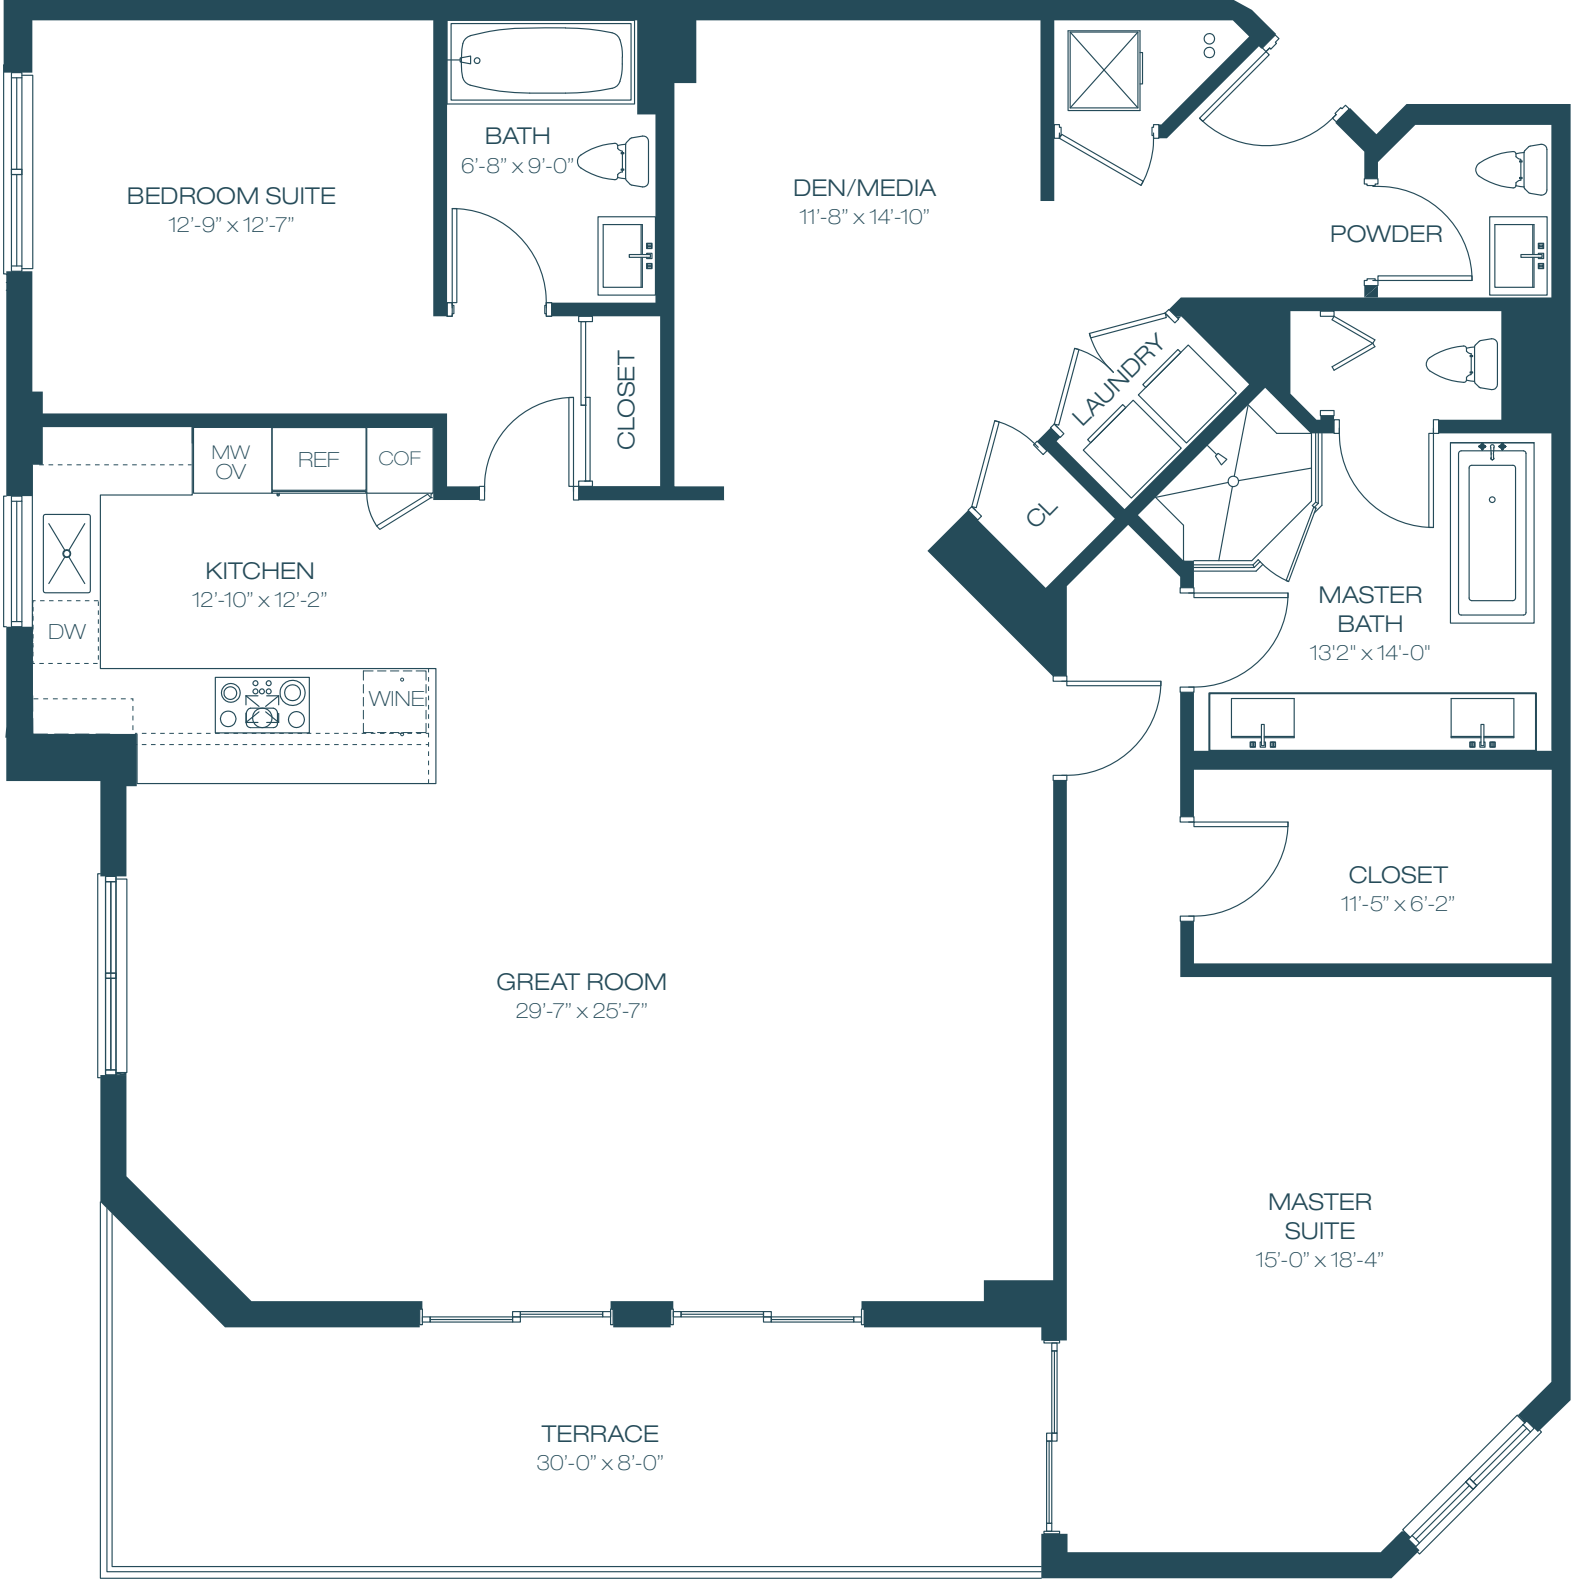 BATH
6'-8" x 9'-0"
BEDROOM SUITE
12'-9" x 12'-7"
DEN/MEDIA
11'-8" x 14'-10"
POWDER
CLOSET
LAUNDRY
MW
OV
REF
COF
CL
KITCHEN
12'-10" x 12'-2"
DW
WINE
MASTER
BATH
13'2" x 14'-0"
CLOSET
11'-5" x 6'-2"
GREAT ROOM
29'-7" x 25'-7"
MASTER
SUITE
15'-0" x 18'-4"
TERRACE
30'-0" x 8'-0"